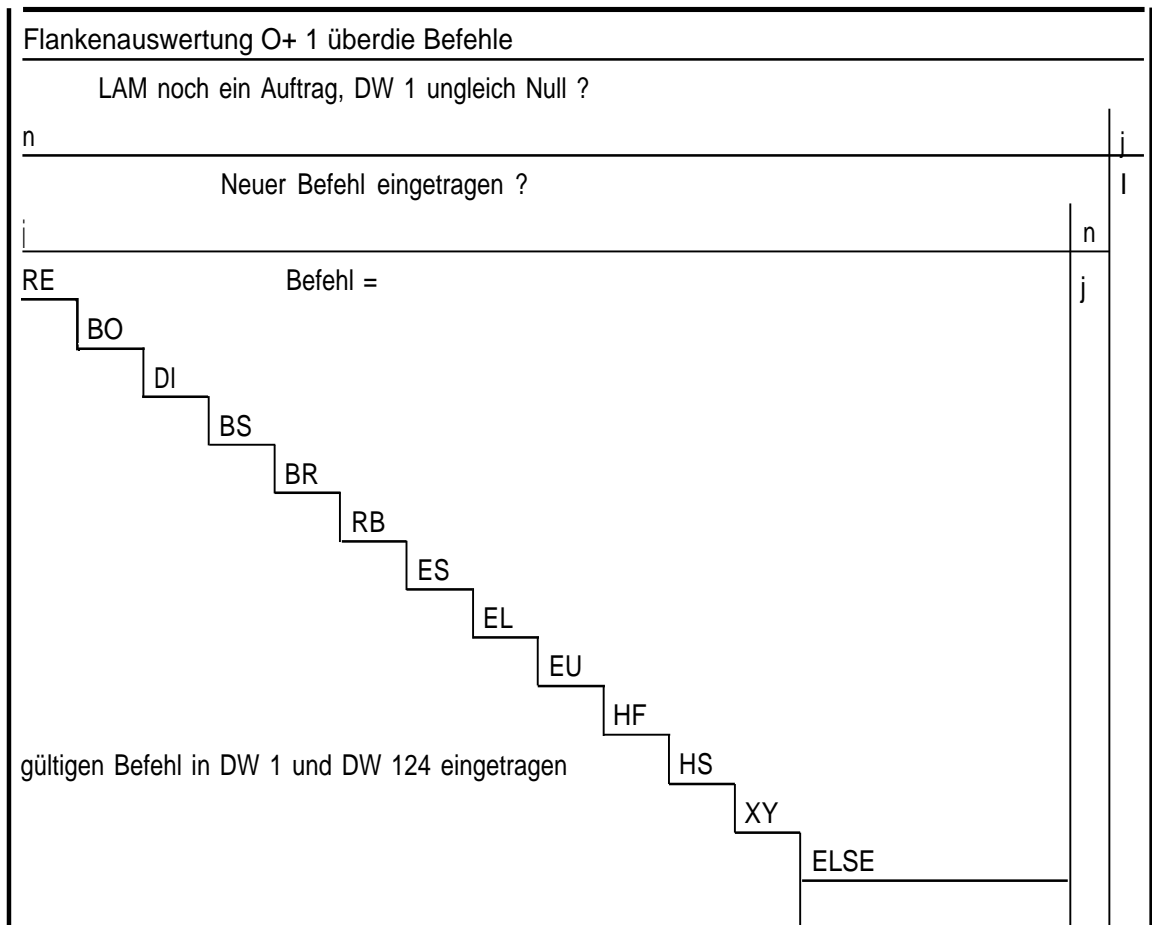 Flankenauswertung O+ 1 überdie Befehle
LAM noch ein Auftrag, DW 1 ungleich Null ?
n j
Neuer Befehl eingetragen ? I
j n
RE Befehl = j
BO
DI
BS
BR
RB
ES
EL
EU
HF
gültigen Befehl in DW 1 und DW 124 eingetragen HS
XY
ELSE